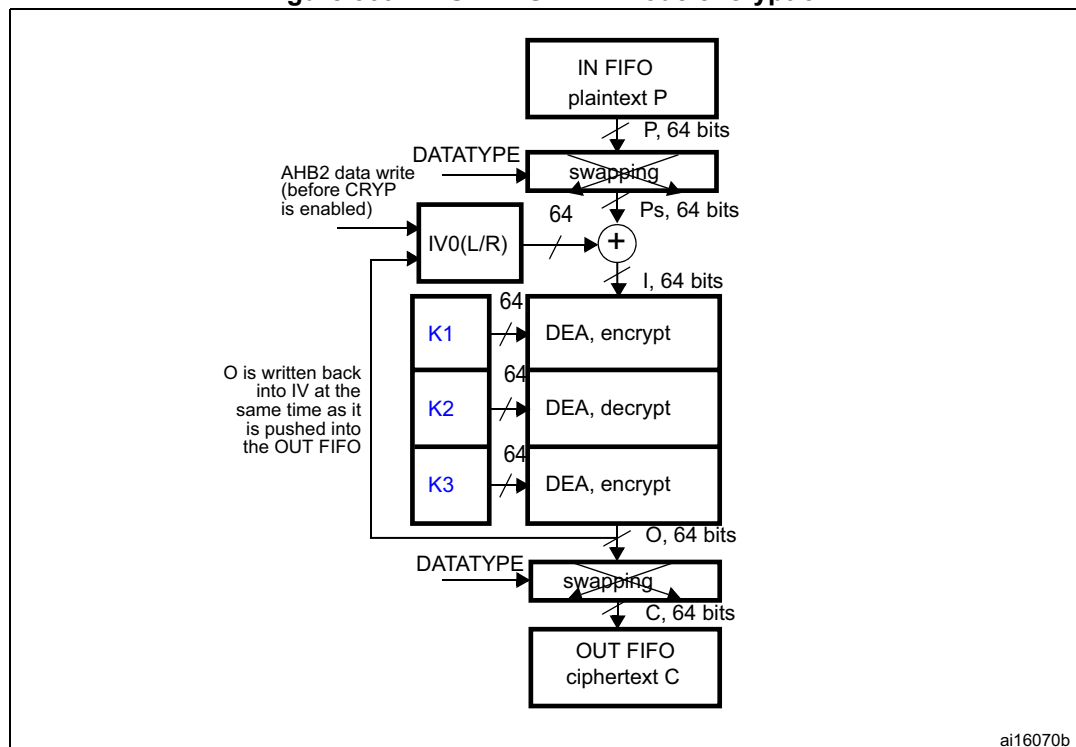 IN FIFO
plaintext P
P, 64 bits
DATATYPE
swapping
AHB2 data write
(before CRYP
is enabled)
Ps, 64 bits
64
IV0(L/R)
+
I, 64 bits
64
K1
DEA, encrypt
64
K2
DEA, decrypt
64
K3
DEA, encrypt
O is written back
into IV at the
same time as it
is pushed into
the OUT FIFO
O, 64 bits
DATATYPE
swapping
C, 64 bits
OUT FIFO
ciphertext C
ai16070b